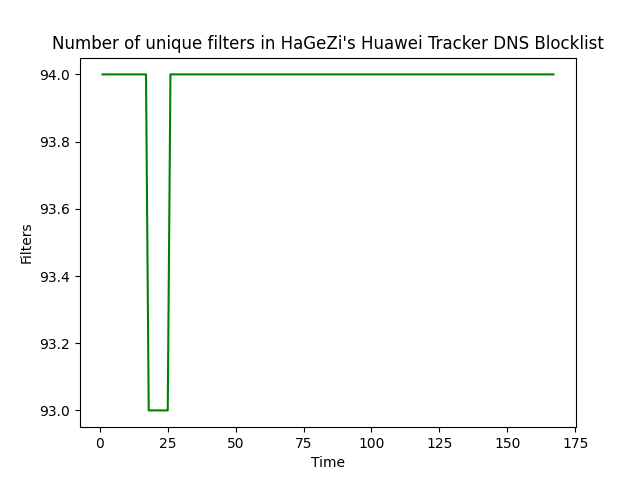 Number of unique filters in HaGeZi's Huawei Tracker DNS Blocklist
94.0
93.8
93.6
93.4
93.2
93.0
Filters
0 25 50 75 100 125 150 175
Time